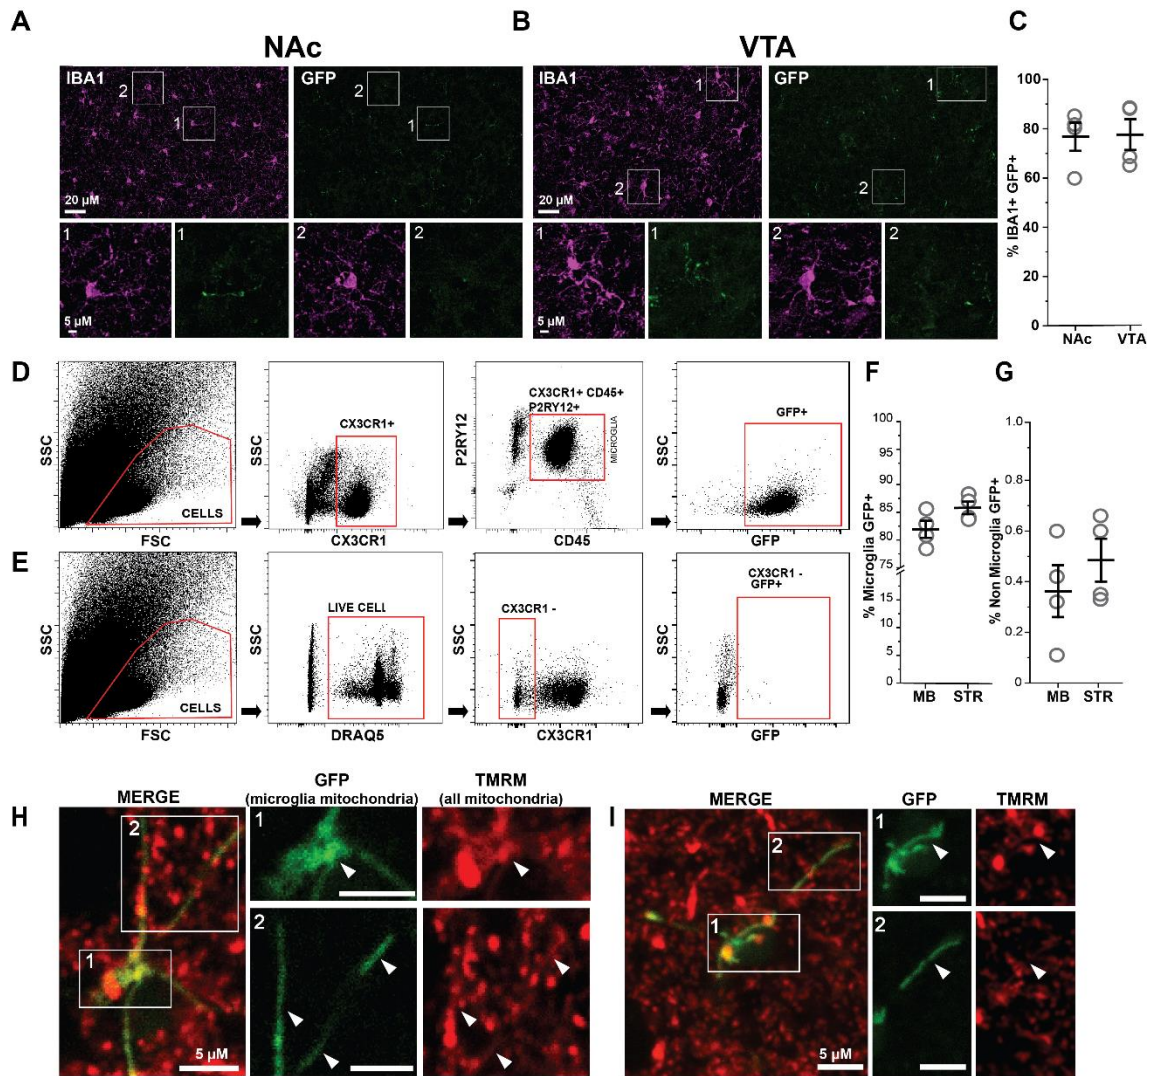 A
B
C
NAc
VTA
IBA1
GFP
IBA1
GFP
2
2
1
1
1
1
2
2
20 µM
20 µM
1
1
2
2
1
1
2
2
5 µM
5 µM
% IBA1+ GFP+
100
80
60
40
20
0
NAc VTA
D
SSC
CELLS
FSC
SSC
CX3CR1+
CX3CR1
P2RY12
CX3CR1+ CD45+
P2RY12+
MICROGLIA
CD45
SSC
GFP+
GFP
E
SSC
CELLS
FSC
SSC
LIVE CELL
DRAQ5
SSC
CX3CR1 -
CX3CR1
SSC
CX3CR1 -
GFP+
GFP
F
% Microglia GFP+
100
95
90
85
80
75
15
10
5
0
MB STR
G
% Non Microglia GFP+
1.0
0.8
0.6
0.4
0.2
0
MB STR
H
MERGE
GFP
(microglia mitochondria)
TMRM
(all mitochondria)
2
1
1
2
5 µM
I
MERGE
GFP
TMRM
2
1
1
2
5 µM